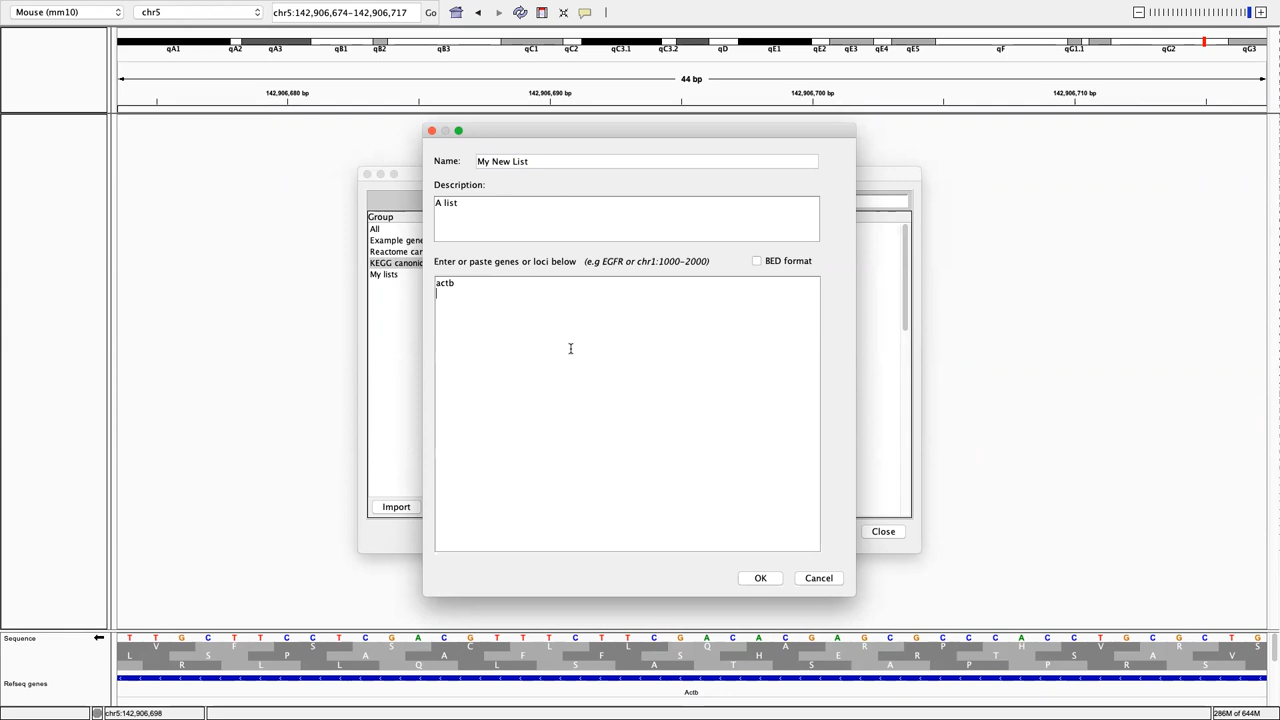 Mouse (mm10) chr5 chr5:142,906,674-142,906,717 Go
qA1 qA2 qA3 qB1 qB2 qB3 qC1 qC2 qC3.1 qC3.2 qD qE1 qE2 qE3 qE4 qE5 qF qG1.1 qG2 qG3
44 bp
142,906,680 bp 142,906,690 bp 142,906,700 bp 142,906,710 bp
Name: My New List
Description:
A list
Group
All
Example gene
Reactome can
KEGG canonic
My lists
Enter or paste genes or loci below (e.g EGFR or chr1:1000-2000) BED format
actb
Import
Close
OK Cancel
Sequence T T G C T T C C T C G A C G T T T C T T C G A C A C G A G C G C C C A C C T G C G C T G
V F P S A C F F L Q H E R P T H V R G S
L S P S E T F L F S V H A R A H S V A
R L L A Q L S A T S E A P P R S
Refseq genes
Actb
chr5:142,906,698 286M of 644M